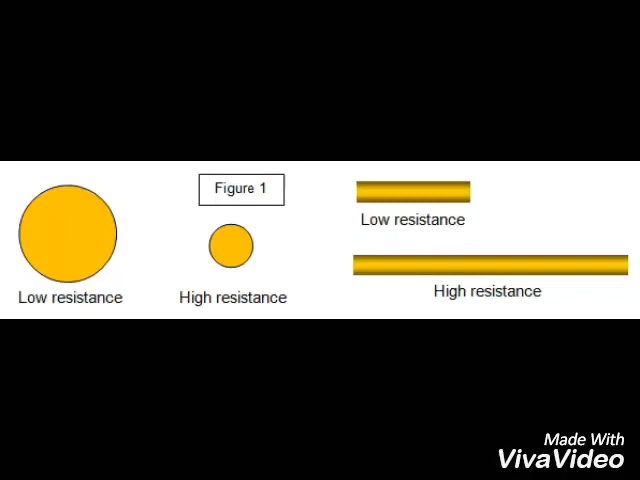 Figure 1
Low resistance
Low resistance
High resistance
High resistance
Made With
VivaVideo